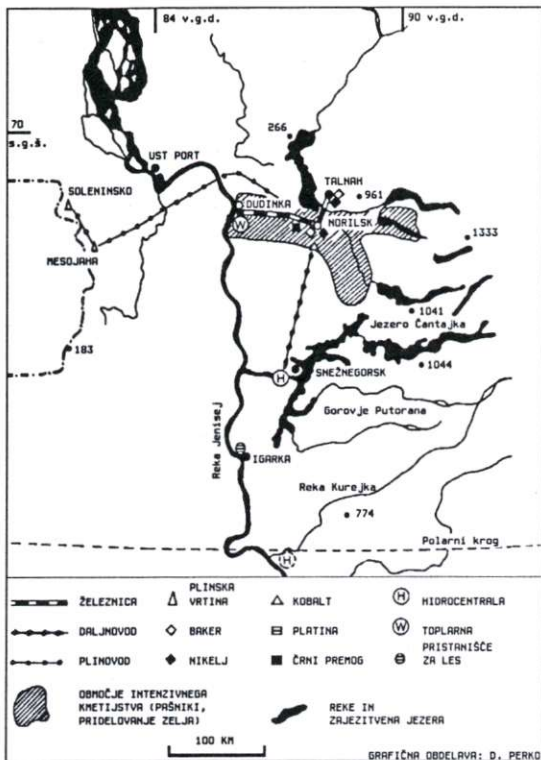 84 v.g.d.
90 v.g.d.
70
s.g.š.
266
UST PORT
TALNAH
961
SOLENINSKO
DUDINKA
NORILSK
W
1333
MESOJAHA
1041
Jezero Čantajka
183
1044
SNEŽNEGORSK
H
Gorovje Putorana
Reka Jenisej
IGARKA
Reka Kurejka
774
Polarni krog
H
ŽELEZNICA
PLINSKA
VRTINA
KOBALT
H
HIDROCENTRALA
DALJNOVOD
BAKER
PLATINA
W
TOPLARNA
PLINOVOD
NIKELJ
ČRNI PREMOG
PRISTANIŠČE
ZA LES
OBMOČJE INTENZIVNEGA
KMETIJSTVA (PAŠNIKI,
PRIDELOVANJE ZELJA)
REKE IN
ZAJEZITVENA JEZERA
100 KM
GRAFIČNA OBDELAVA: D. PERKO